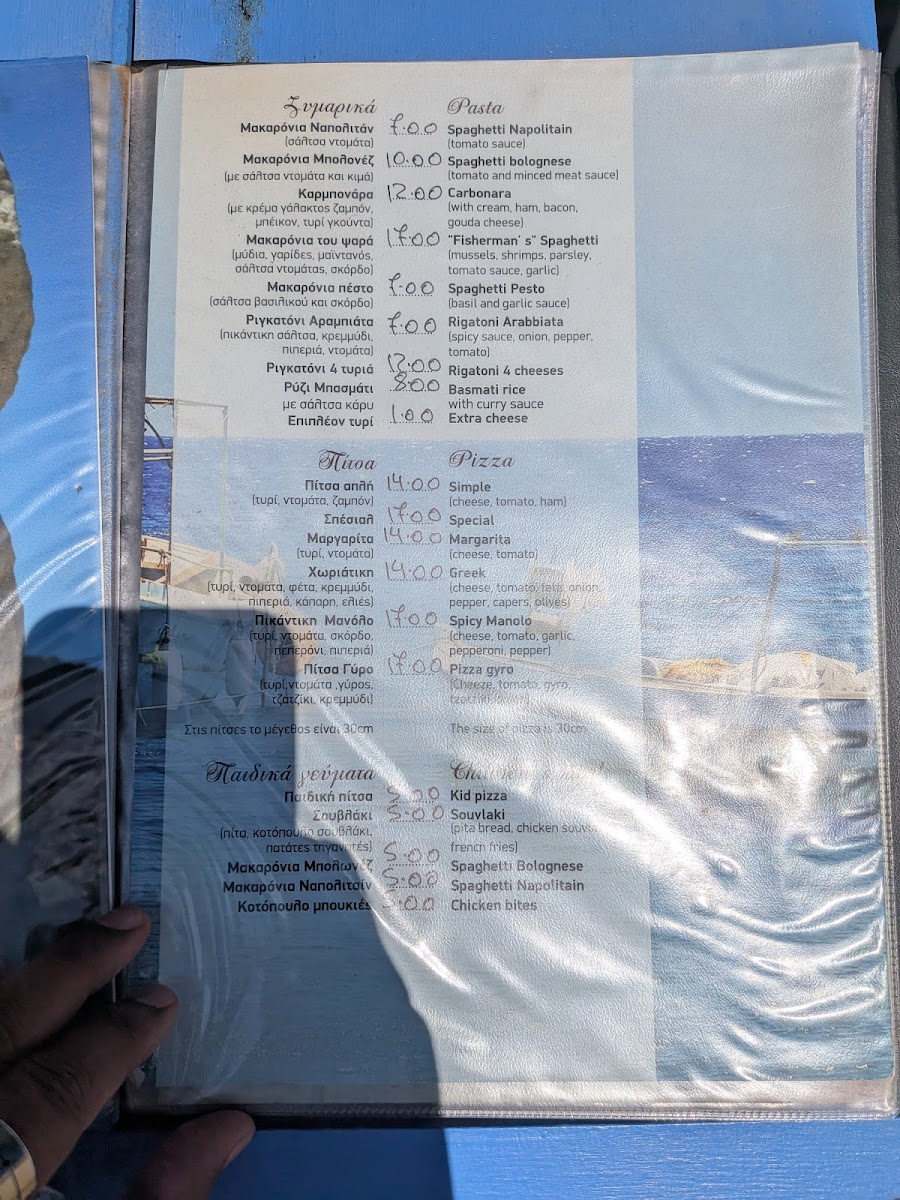 Ζυμαρικά Pasta
Μακαρόνια Ναπολιτάν 7.00 Spaghetti Napolitain
(σάλτσα ντομάτα) (tomato sauce)
Μακαρόνια Μπολονέζ 10.00 Spaghetti bolognese
(με σάλτσα ντομάτα και κιμά) (tomato and minced meat sauce)
Καρμπονάρα 12.00 Carbonara
(με κρέμα γάλακτος ζαμπόν, (with cream, ham, bacon,
μπέικον, τυρί γκούντα) gouda cheese)
Μακαρόνια του ψαρά 17.00 "Fisherman' s" Spaghetti
(μύδια, γαρίδες, μαϊντανός, (mussels, shrimps, parsley,
σάλτσα ντομάτας, σκόρδο) tomato sauce, garlic)
Μακαρόνια πέστο 7.00 Spaghetti Pesto
(σάλτσα βασιλικού και σκόρδο) (basil and garlic sauce)
Ριγκατόνι Αραμπιάτα 7.00 Rigatoni Arabbiata
(πικάντικη σάλτσα, κρεμμύδι, (spicy sauce, onion, pepper,
πιπεριά, ντομάτα) tomato)
Ριγκατόνι 4 τυριά 12.00 Rigatoni 4 cheeses
Ρύζι Μπασμάτι 8.00 Basmati rice
με σάλτσα κάρυ with curry sauce
Επιπλέον τυρί 1.00 Extra cheese
Πίτσα Pizza
Πίτσα απλή 14.00 Simple
(τυρί, ντομάτα, ζαμπόν) (cheese, tomato, ham)
Σπέσιαλ 17.00 Special
Μαργαρίτα 14.00 Margarita
(τυρί, ντομάτα) (cheese, tomato)
Χωριάτικη 14.00 Greek
(τυρί, ντομάτα, φέτα, κρεμμύδι, (cheese, tomato, feta, onion,
πιπεριά, κάπαρη, ελιές) pepper, capers, olives)
Πικάντικη Μανόλο 17.00 Spicy Manolo
(τυρί, ντομάτα, σκόρδο, (cheese, tomato, garlic,
πεπερόνι, πιπεριά) pepperoni, pepper)
Πίτσα Γύρο 17.00 Pizza gyro
(τυρί,ντομάτα ,γύρος, (Cheeze, tomato, gyro,
τζατζίκι, κρεμμύδι)
Στις πίτσες το μέγεθος είναι 30cm The size of pizza is 30cm
Παιδικά γεύματα
Παιδική πίτσα 5.00 Kid pizza
Σουβλάκι 5.00 Souvlaki
(πίτα, κοτόπουλο σουβλάκι, (pita bread, chicken
πατάτες τηγανητές) french fries)
Μακαρόνια Μπολωνέζ 5.00 Spaghetti Bolognese
Μακαρόνια 5.00 Spaghetti Napolitain
Κοτόπουλο μπουκιές 5.00 Chicken bites